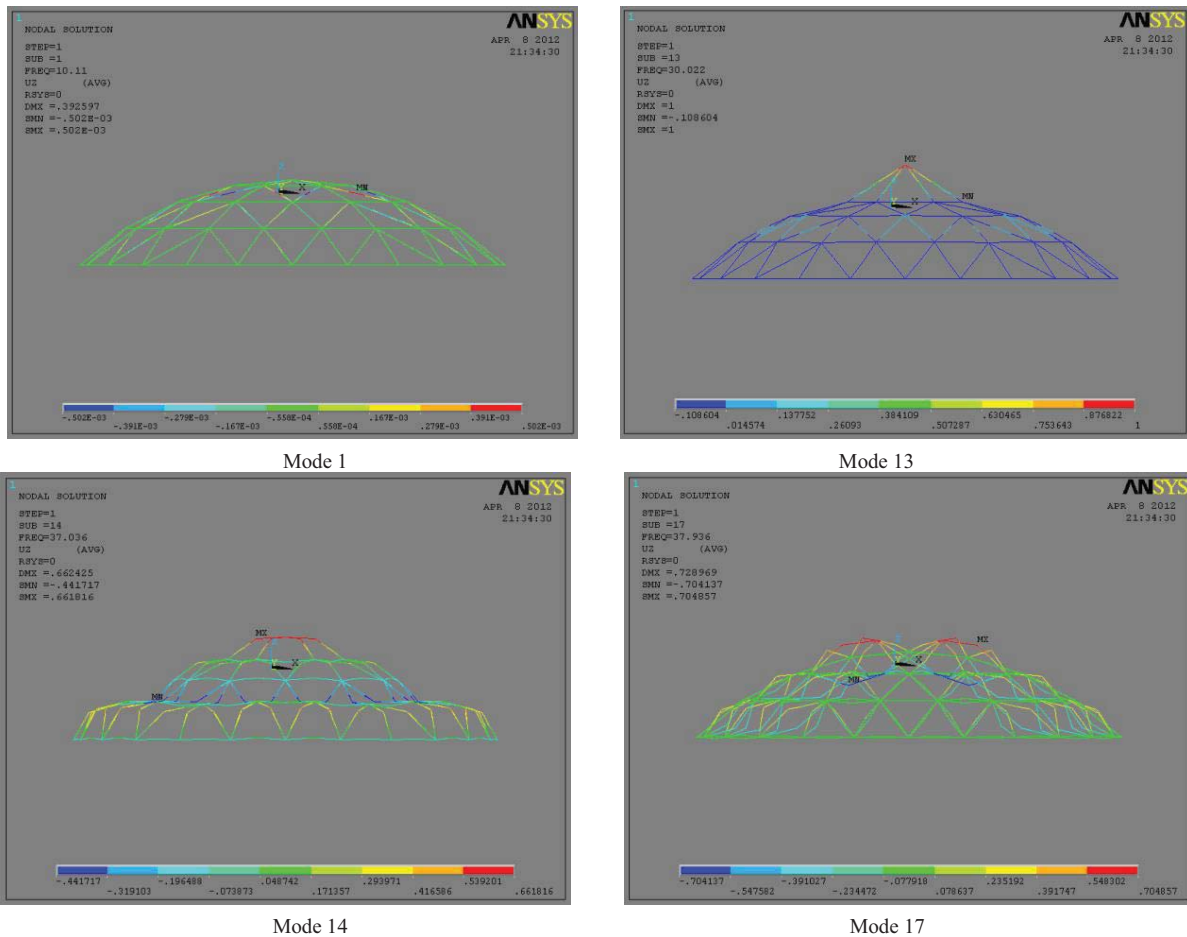 1
ANSYS
NODAL SOLUTION
APR 8 2012
21:34:30
STEP=1
SUB =1
FREQ=10.11
UZ (AVG)
RSYS=0
DMX =.392597
SMN =-.502E-03
SMX =.502E-03
Z
Y X
MN
-.502E-03 -.279E-03 -.558E-04 .167E-03 .391E-03
-.391E-03 -.167E-03 .558E-04 .279E-03 .502E-03
Mode 1
1
ANSYS
NODAL SOLUTION
APR 8 2012
21:34:30
STEP=1
SUB =13
FREQ=30.022
UZ (AVG)
RSYS=0
DMX =1
SMN =-.108604
SMX =1
MX
MN
X
-.108604 .137752 .384109 .630465 .876822
.014574 .26093 .507287 .753643 1
Mode 13
1
ANSYS
NODAL SOLUTION
APR 8 2012
21:34:30
STEP=1
SUB =14
FREQ=37.036
UZ (AVG)
RSYS=0
DMX =.662425
SMN =-.441717
SMX =.661816
MX
X
MN
-.441717 -.196488 .048742 .293971 .539201
-.319103 -.073873 .171357 .416586 .661816
Mode 14
1
ANSYS
NODAL SOLUTION
APR 8 2012
21:34:30
STEP=1
SUB =17
FREQ=37.936
UZ (AVG)
RSYS=0
DMX =.728969
SMN =-.704137
SMX =.704857
MX
X
MN
-.704137 -.391027 -.077918 .235192 .548302
-.547582 -.234472 .078637 .391747 .704857
Mode 17